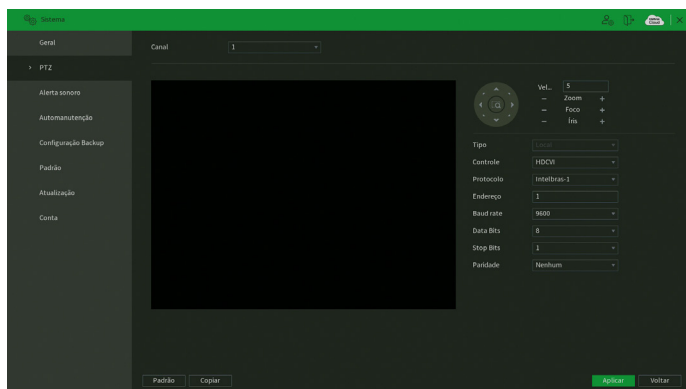 Sistema
Geral
PTZ
Alerta sonoro
Automanutenção
Configuração Backup
Padrão
Atualização
Conta
Canal 1
Vel... 5
− Zoom +
− Foco +
− Íris +
Tipo Local
Controle HDCVI
Protocolo Intelbras-1
Endereço 1
Baud rate 9600
Data Bits 8
Stop Bits 1
Paridade Nenhum
Padrão Copiar Aplicar Voltar